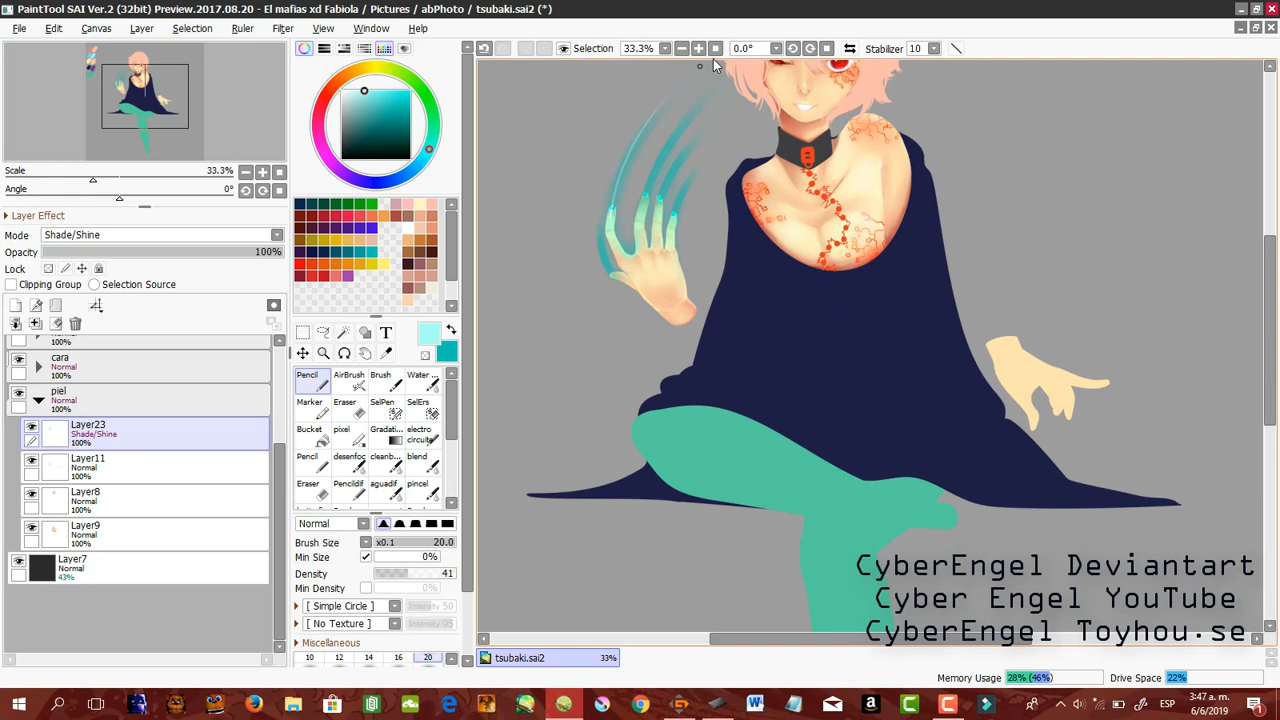 PaintTool SAI Ver.2 (32bit) Preview.2017.08.20 - El mafias xd Fabiola / Pictures / abPhoto / tsubaki.sai2 (*)
File Edit Canvas Layer Selection Ruler Filter View Window Help
Selection 33.3% 0.0° Stabilizer 10
Scale 33.3%
Angle 0°
Layer Effect
Mode Shade/Shine
Opacity 100%
Lock
Clipping Group Selection Source
cara
Normal
100%
piel
Normal
100%
Layer23
Shade/Shine
100%
Layer11
Normal
100%
Layer8
Normal
100%
Layer9
Normal
100%
Layer7
Normal
43%
T
Pencil AirBrush Brush Water ..
Marker Eraser SelPen SelErs
Bucket pixel Gradati.. electro circuite
Pencil desenfoc cleanb.. blend
Eraser Pencildif aguadif pincel
Normal
Brush Size x0.1 20.0
Min Size 0%
Density 41
Min Density 0%
[ Simple Circle ] Intensity 50
[ No Texture ] Intensity 95
Miscellaneous
10 12 14 16 20
CyberEngel Deviantart
Cyber Engel YouTube
CyberEngel Toyhou.se
tsubaki.sai2 33%
Memory Usage 28% (46%) Drive Space 22%
ESP
3:47 a. m.
6/6/2019